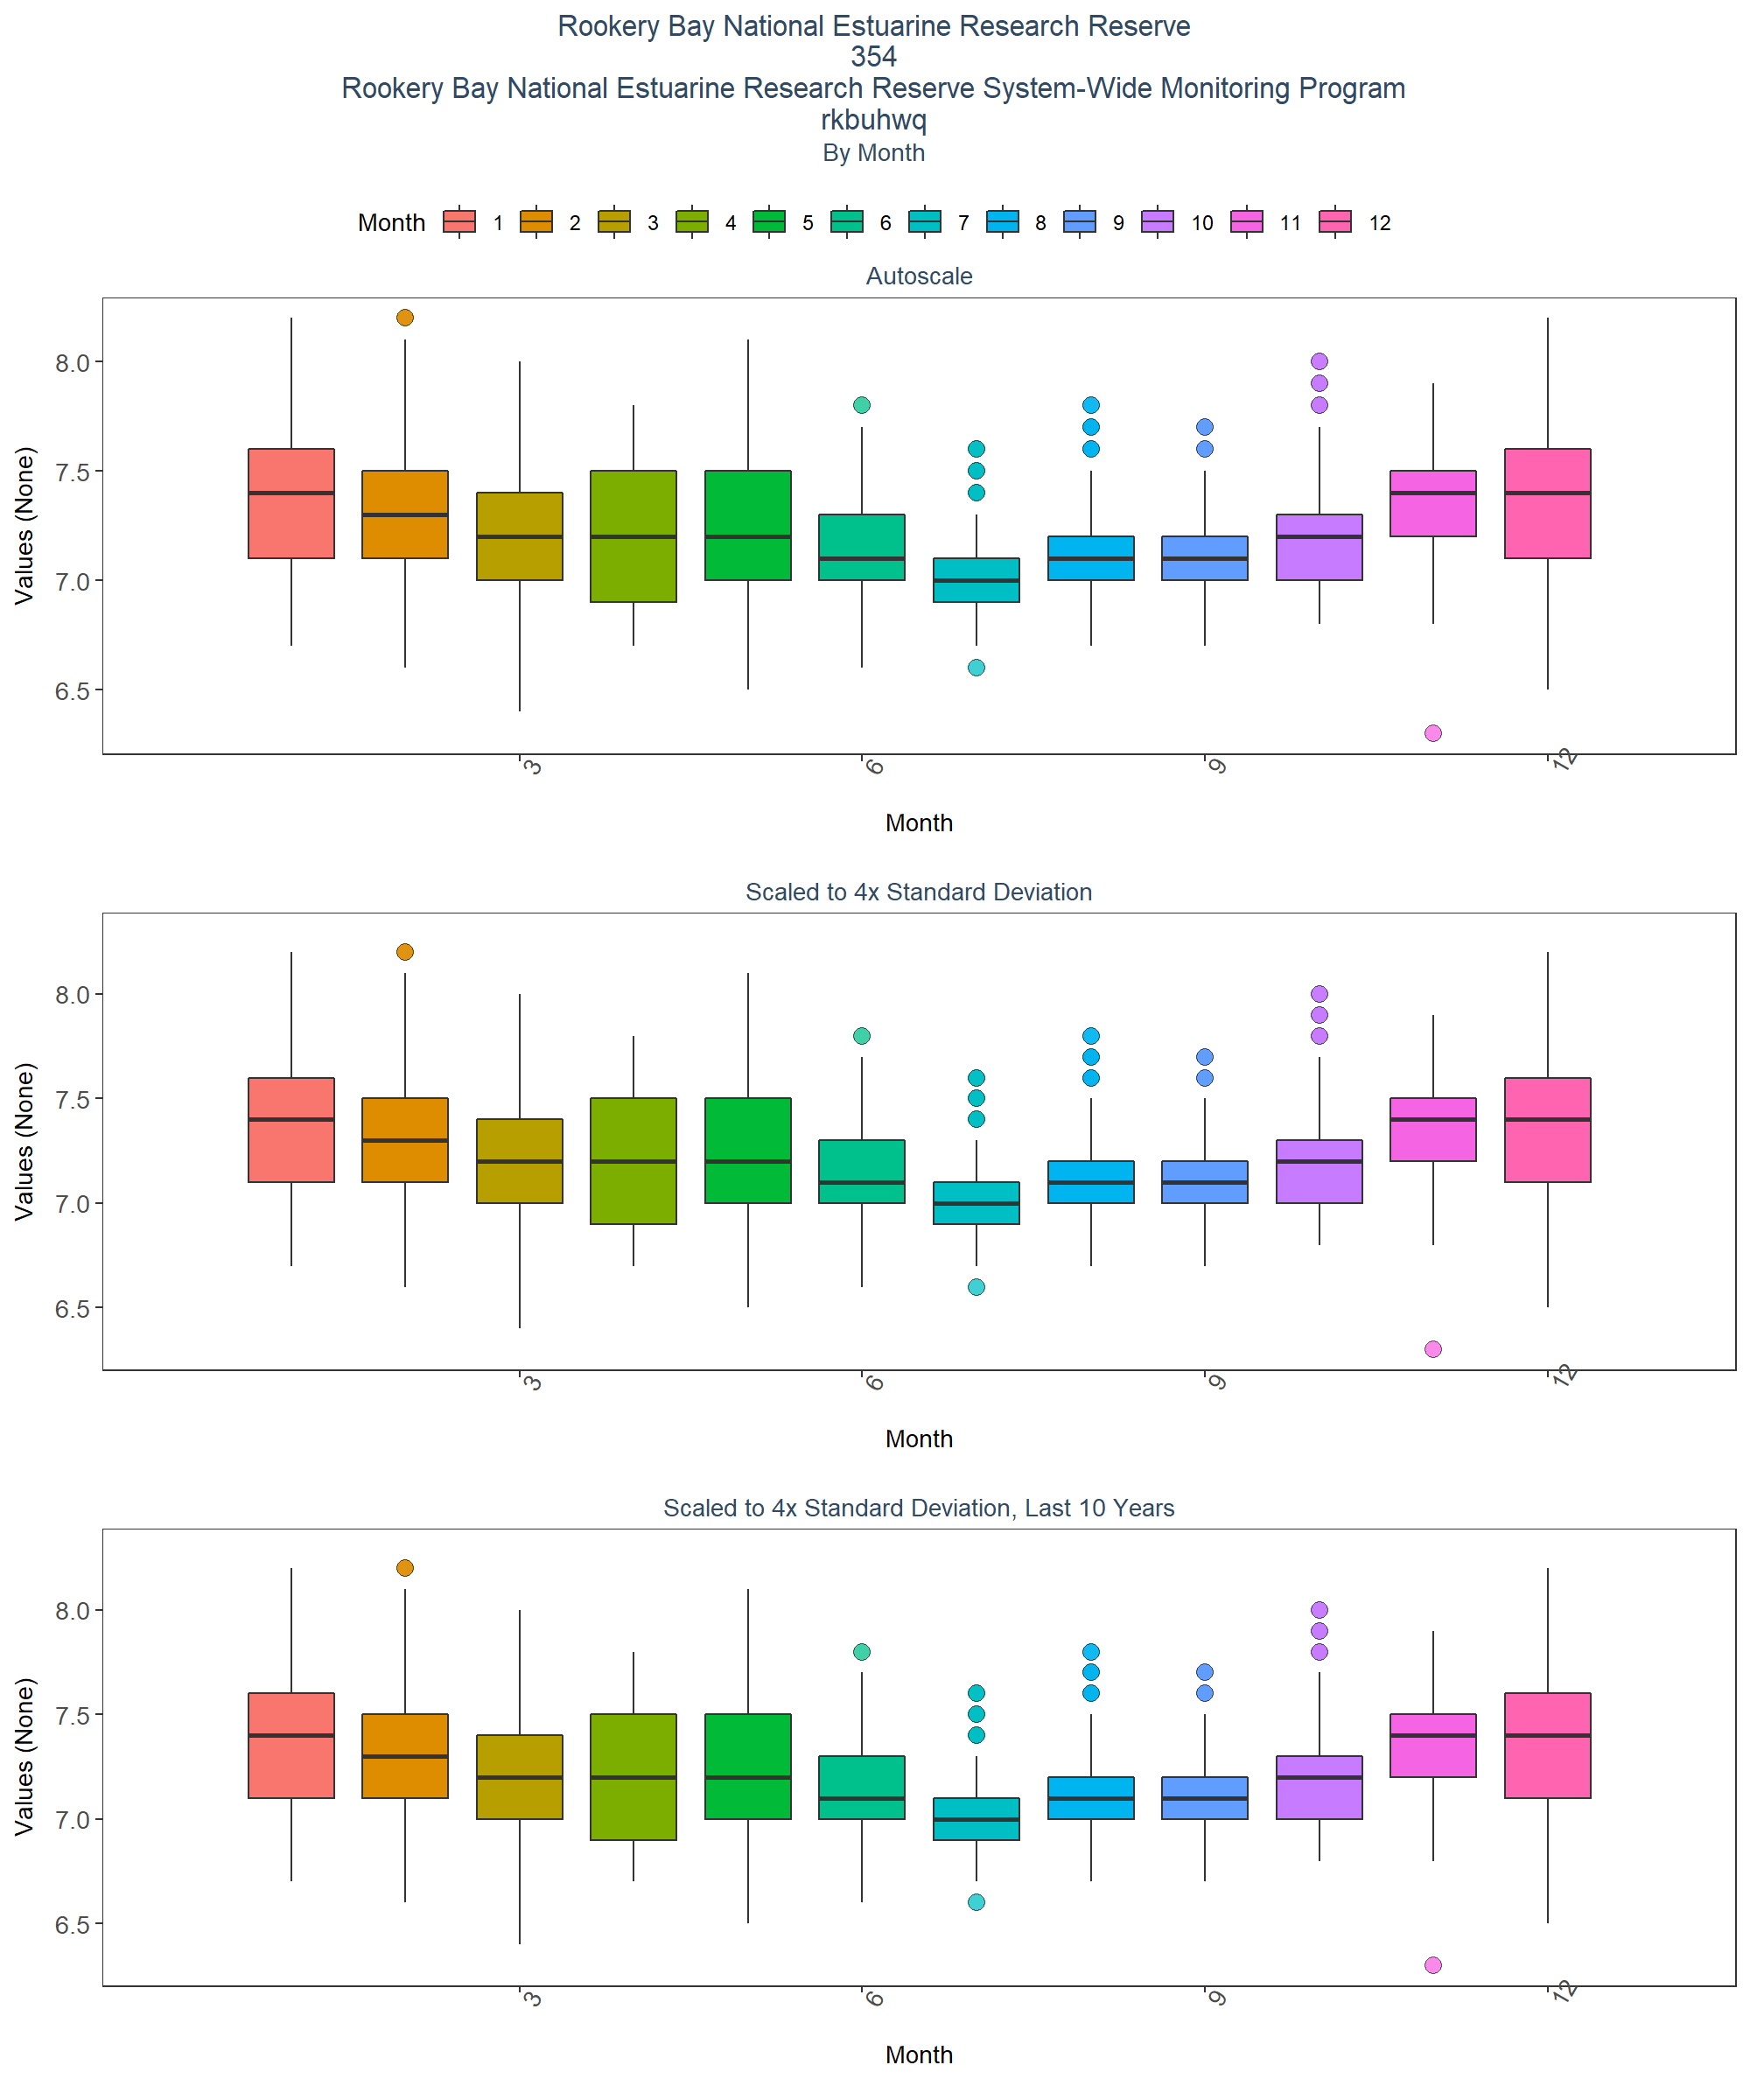 Rookery Bay National Estuarine Research Reserve
354
Rookery Bay National Estuarine Research Reserve System-Wide Monitoring Program
rkbuhwq
By Month
Month 1 2 3 4 5 6 7 8 9 10 11 12
Autoscale
Values (None)
8.0
7.5
7.0
6.5
3 6 9 12
Month
Scaled to 4x Standard Deviation
Values (None)
8.0
7.5
7.0
6.5
3 6 9 12
Month
Scaled to 4x Standard Deviation, Last 10 Years
Values (None)
8.0
7.5
7.0
6.5
3 6 9 12
Month